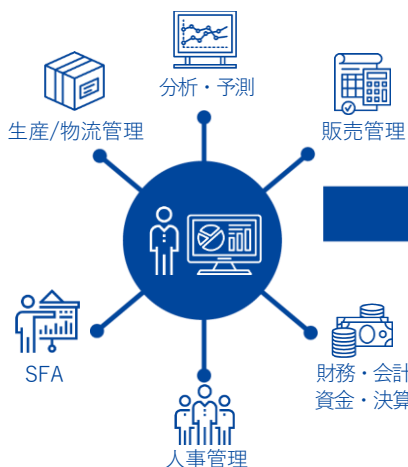 分析・予測
生産/物流管理
販売管理
SFA
財務・会計
資金・決算
人事管理